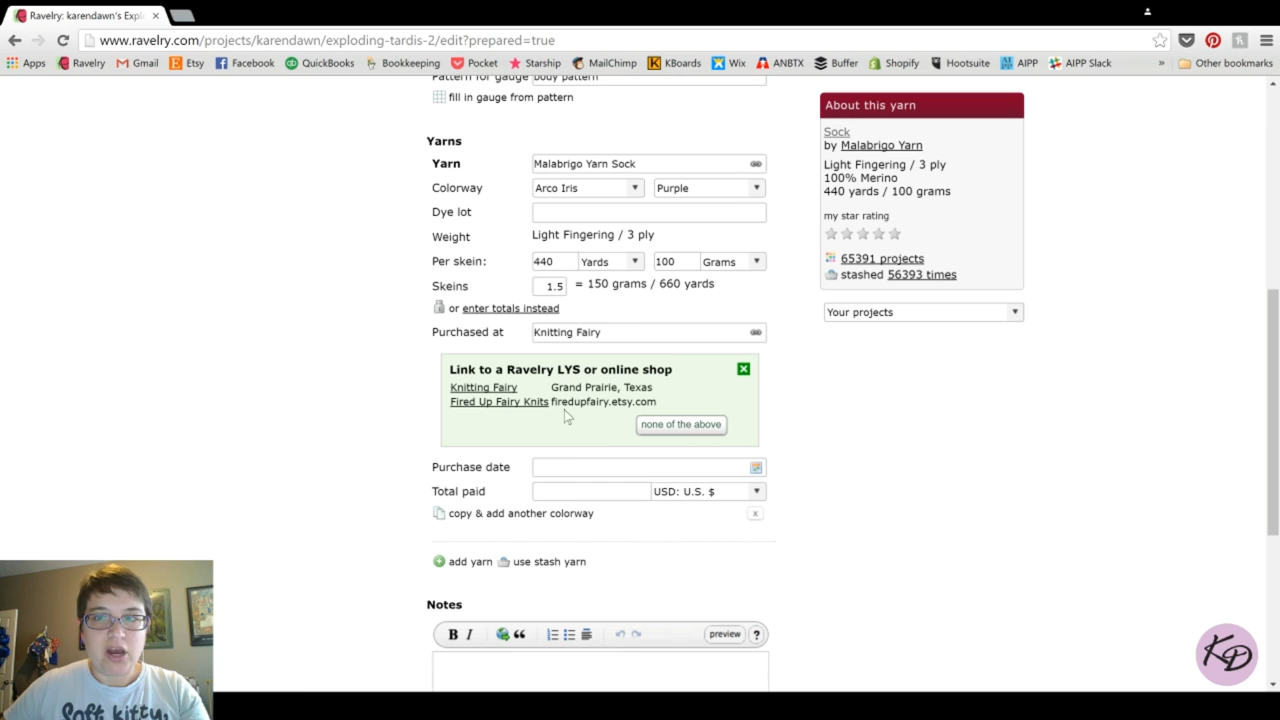 Ravelry: karendawn's Expl
www.ravelry.com/projects/karendawn/exploding-tardis-2/edit?prepared=true
Apps Ravelry Gmail Etsy Facebook QuickBooks Bookkeeping Pocket Starship MailChimp KBoards Wix ANBTX Buffer Shopify Hootsuite AIPP AIPP Slack » Other bookmarks
Pattern for gauge body pattern
fill in gauge from pattern
Yarns
Yarn Malabrigo Yarn Sock
Colorway Arco Iris Purple
Dye lot
Weight Light Fingering / 3 ply
Per skein: 440 Yards 100 Grams
Skeins 1.5 = 150 grams / 660 yards
or enter totals instead
Purchased at Knitting Fairy
Link to a Ravelry LYS or online shop
Knitting Fairy Grand Prairie, Texas
Fired Up Fairy Knits firedupfairy.etsy.com
none of the above
Purchase date
Total paid USD: U.S. $
copy & add another colorway x
add yarn use stash yarn
Notes
B I preview ?
About this yarn
Sock
by Malabrigo Yarn
Light Fingering / 3 ply
100% Merino
440 yards / 100 grams
my star rating
65391 projects
stashed 56393 times
Your projects
Soft kitty,
KD